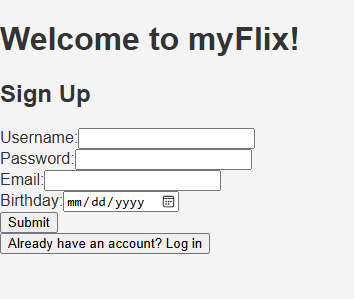 Welcome to myFlix!
Sign Up
Username:
Password:
Email:
Birthday: mm/dd/yyyy
Submit
Already have an account? Log in